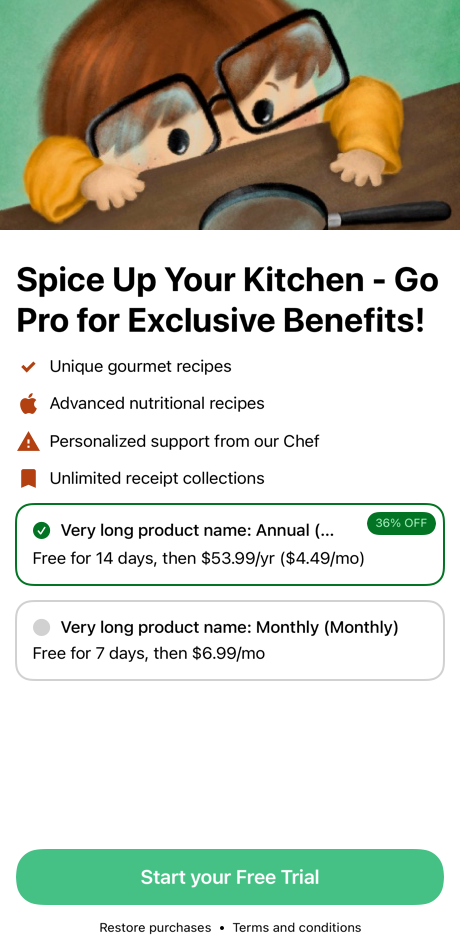 Spice Up Your Kitchen - Go
Pro for Exclusive Benefits!
Unique gourmet recipes
Advanced nutritional recipes
Personalized support from our Chef
Unlimited receipt collections
Very long product name: Annual (...
36% OFF
Free for 14 days, then $53.99/yr ($4.49/mo)
Very long product name: Monthly (Monthly)
Free for 7 days, then $6.99/mo
Start your Free Trial
Restore purchases • Terms and conditions